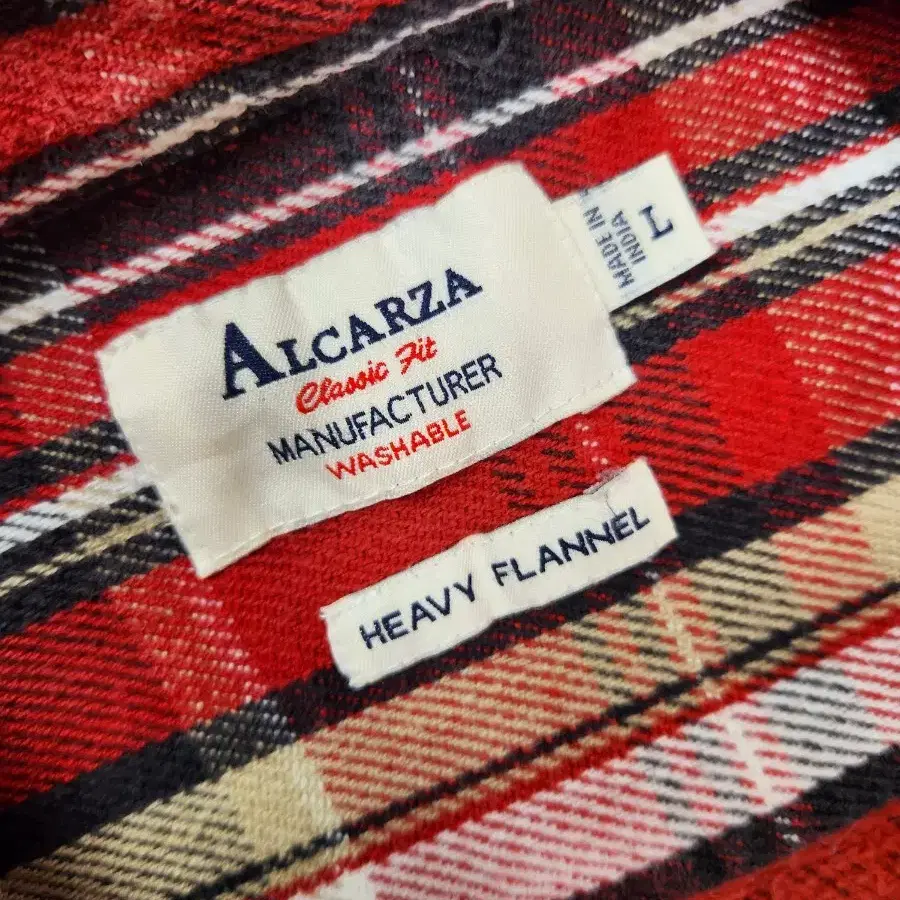 ALCARZA
Classic Fit
MANUFACTURER
WASHABLE
MADE IN
INDIA
L
HEAVY FLANNEL